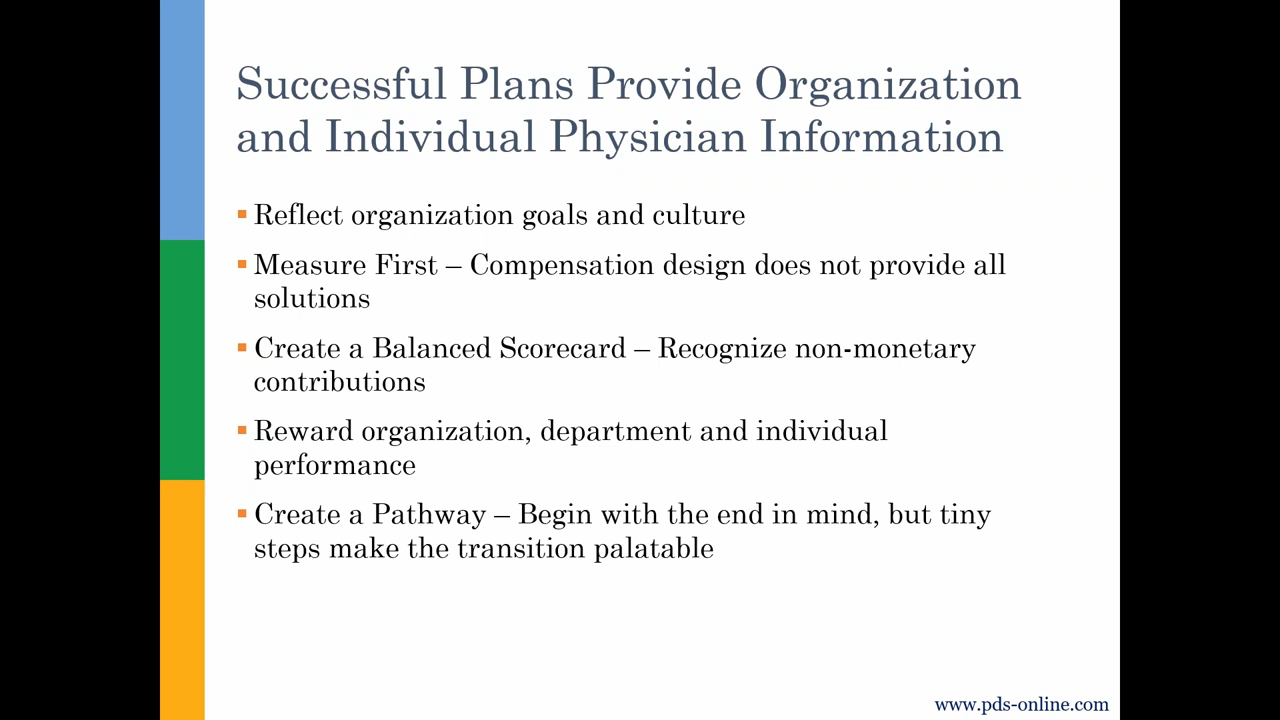 Successful Plans Provide Organization
and Individual Physician Information
Reflect organization goals and culture
Measure First – Compensation design does not provide all
solutions
Create a Balanced Scorecard – Recognize non-monetary
contributions
Reward organization, department and individual
performance
Create a Pathway – Begin with the end in mind, but tiny
steps make the transition palatable
www.pds-online.com